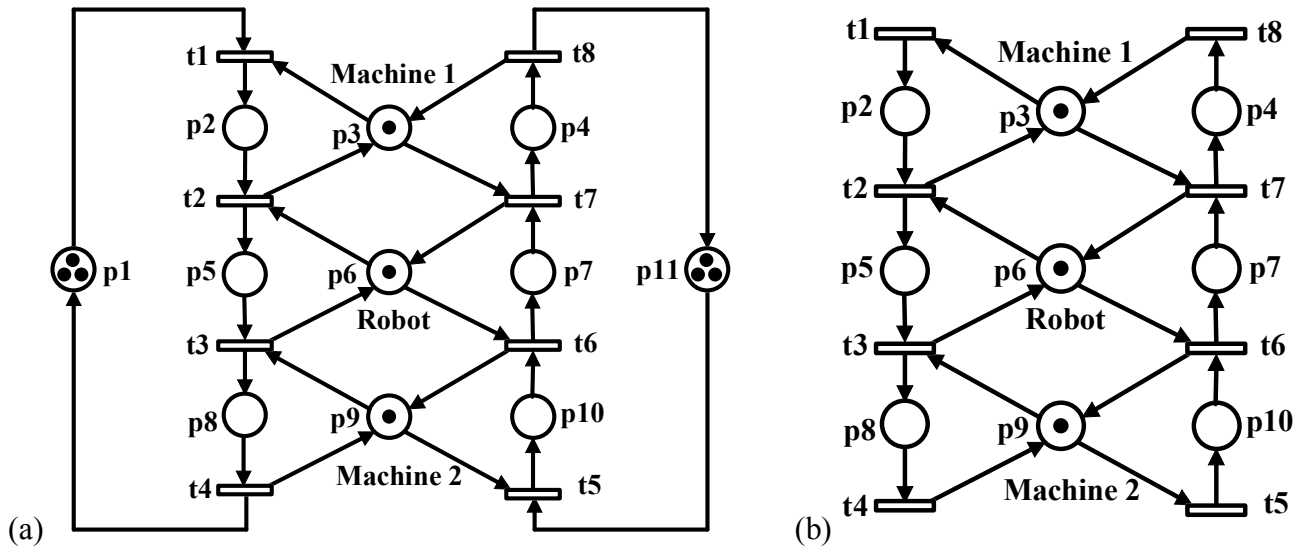 t1
Machine 1
t8
p2
p3
p4
t2
t7
p1
p5
p6
p7
p11
Robot
t3
t6
p8
p9
p10
Machine 2
t4
t5
(a)
t1
Machine 1
t8
p2
p3
p4
t2
t7
p5
p6
p7
Robot
t3
t6
p8
p9
p10
Machine 2
t4
t5
(b)